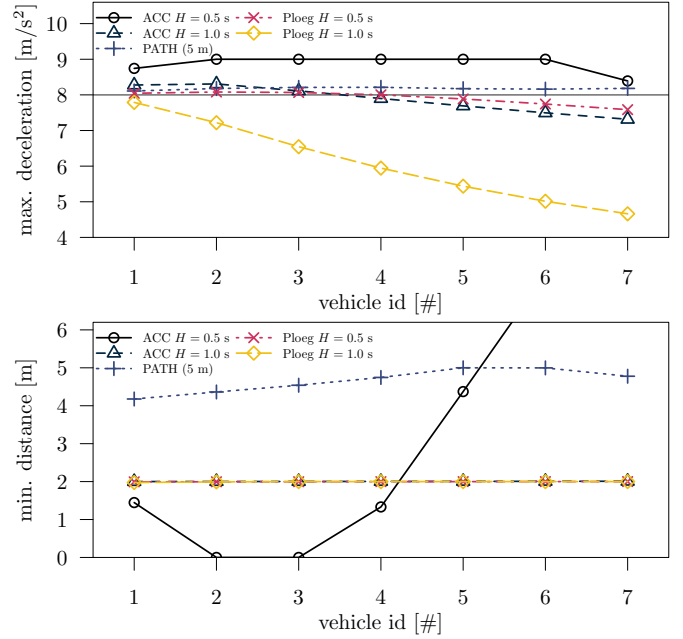 max. deceleration [m/s²]
10
9
8
7
6
5
4
ACC H = 0.5 s
ACC H = 1.0 s
PATH (5 m)
Ploeg H = 0.5 s
Ploeg H = 1.0 s
1 2 3 4 5 6 7
vehicle id [#]
min. distance [m]
6
5
4
3
2
1
0
ACC H = 0.5 s
ACC H = 1.0 s
PATH (5 m)
Ploeg H = 0.5 s
Ploeg H = 1.0 s
1 2 3 4 5 6 7
vehicle id [#]